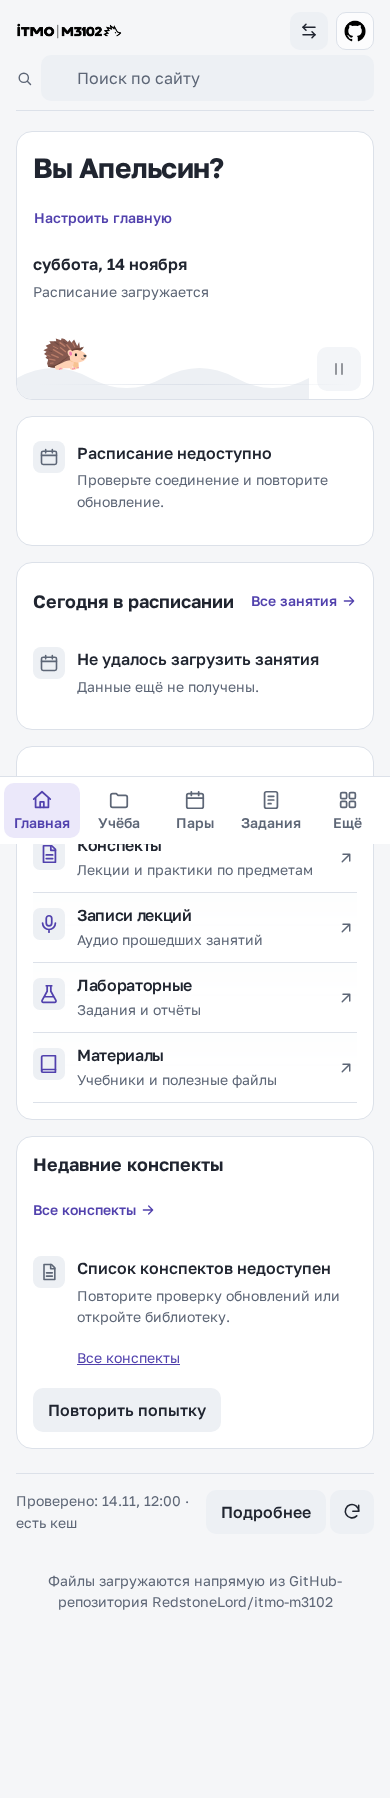 iTMO | M3102
Поиск по сайту
Вы Апельсин?
Настроить главную
суббота, 14 ноября
Расписание загружается
Расписание недоступно
Проверьте соединение и повторите
обновление.
Сегодня в расписании
Все занятия →
Не удалось загрузить занятия
Данные ещё не получены.
Главная
Учёба
Пары
Задания
Ещё
Конспекты
Лекции и практики по предметам
Записи лекций
Аудио прошедших занятий
Лабораторные
Задания и отчёты
Материалы
Учебники и полезные файлы
Недавние конспекты
Все конспекты →
Список конспектов недоступен
Повторите проверку обновлений или
откройте библиотеку.
Все конспекты
Повторить попытку
Проверено: 14.11, 12:00 ·
есть кеш
Подробнее
Файлы загружаются напрямую из GitHub-
репозитория RedstoneLord/itmo-m3102